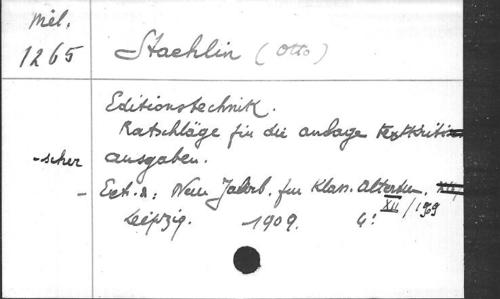 Mél.
1265
Staehlin (Otto)
Editionstechnik.
Ratschläge für die anlage textkriti
-scher ausgaben.
- Ext. a: Neue Jahrb. für Klass. Altertum.
XII / 1909
Leipzig. 1909. 4: